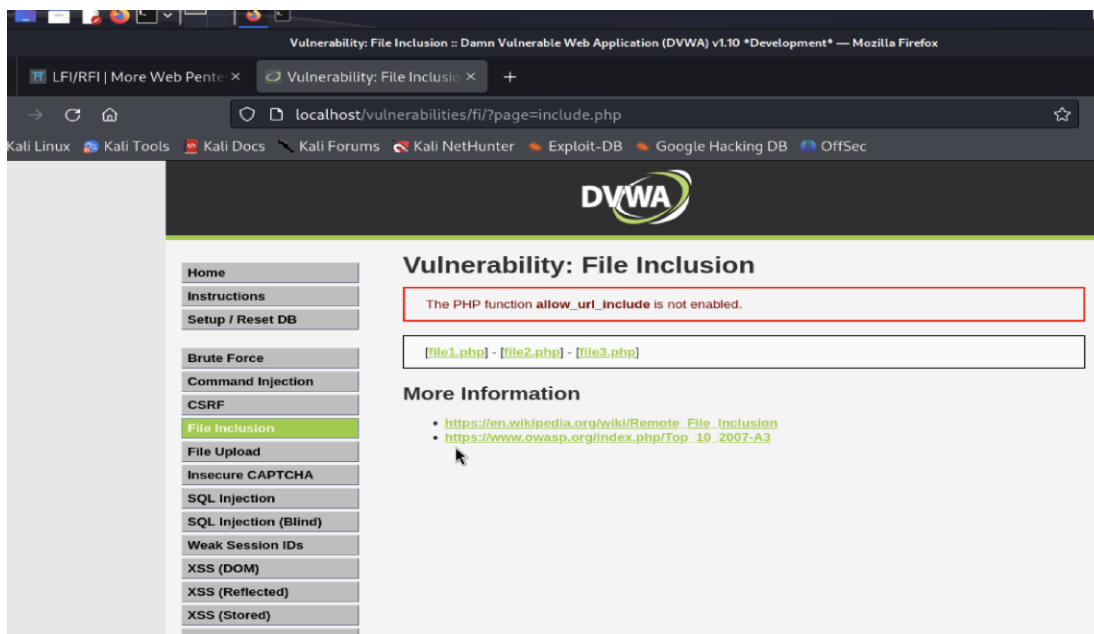 Vulnerability: File Inclusion :: Damn Vulnerable Web Application (DVWA) v1.10 *Development* — Mozilla Firefox
LFI/RFI | More Web Pente × Vulnerability: File Inclusio × +
localhost/vulnerabilities/fi/?page=include.php
Kali Linux Kali Tools Kali Docs Kali Forums Kali NetHunter Exploit-DB Google Hacking DB OffSec
DVWA
Home
Instructions
Setup / Reset DB
Brute Force
Command Injection
CSRF
File Inclusion
File Upload
Insecure CAPTCHA
SQL Injection
SQL Injection (Blind)
Weak Session IDs
XSS (DOM)
XSS (Reflected)
XSS (Stored)
Vulnerability: File Inclusion
The PHP function allow_url_include is not enabled.
[file1.php] - [file2.php] - [file3.php]
More Information
• https://en.wikipedia.org/wiki/Remote_File_Inclusion
• https://www.owasp.org/index.php/Top_10_2007-A3